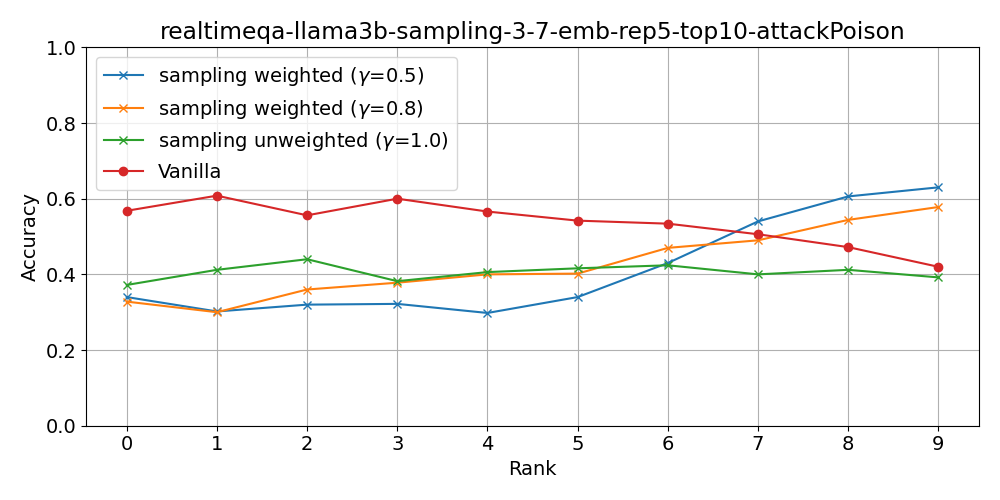 realtimeqa-llama3b-sampling-3-7-emb-rep5-top10-attackPoison
1.0
0.8
0.6
0.4
0.2
0.0
Accuracy
sampling weighted (γ=0.5)
sampling weighted (γ=0.8)
sampling unweighted (γ=1.0)
Vanilla
0 1 2 3 4 5 6 7 8 9
Rank